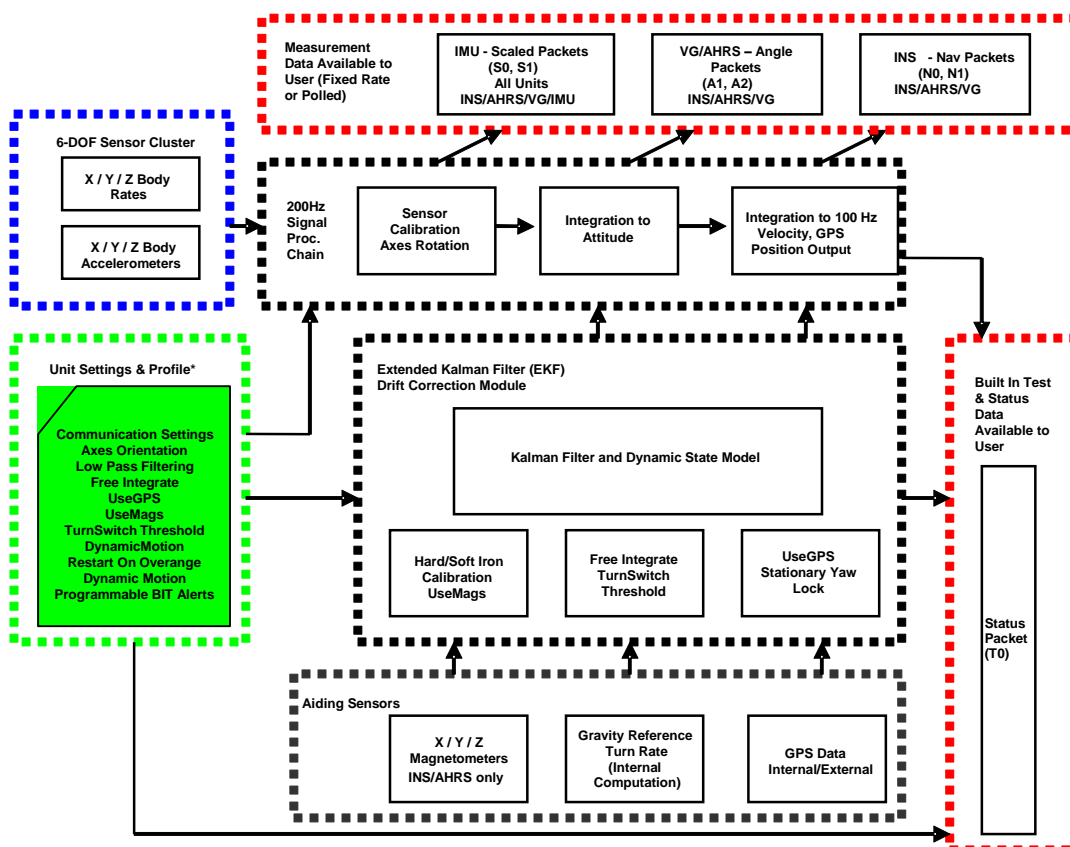 Measurement
Data Available to
User (Fixed Rate
or Polled)
IMU - Scaled Packets
(S0, S1)
All Units
INS/AHRS/VG/IMU
VG/AHRS – Angle
Packets
(A1, A2)
INS/AHRS/VG
INS - Nav Packets
(N0, N1)
INS/AHRS/VG
6-DOF Sensor Cluster
X / Y / Z Body
Rates
X / Y / Z Body
Accelerometers
200Hz
Signal
Proc.
Chain
Sensor
Calibration
Axes Rotation
Integration to
Attitude
Integration to 100 Hz
Velocity, GPS
Position Output
Unit Settings & Profile*
Communication Settings
Axes Orientation
Low Pass Filtering
Free Integrate
UseGPS
UseMags
TurnSwitch Threshold
DynamicMotion
Restart On Overange
Dynamic Motion
Programmable BIT Alerts
Extended Kalman Filter (EKF)
Drift Correction Module
Kalman Filter and Dynamic State Model
Hard/Soft Iron
Calibration
UseMags
Free Integrate
TurnSwitch
Threshold
UseGPS
Stationary Yaw
Lock
Built In Test
& Status
Data
Available to
User
Status
Packet
(T0)
Aiding Sensors
X / Y / Z
Magnetometers
INS/AHRS only
Gravity Reference
Turn Rate
(Internal
Computation)
GPS Data
Internal/External